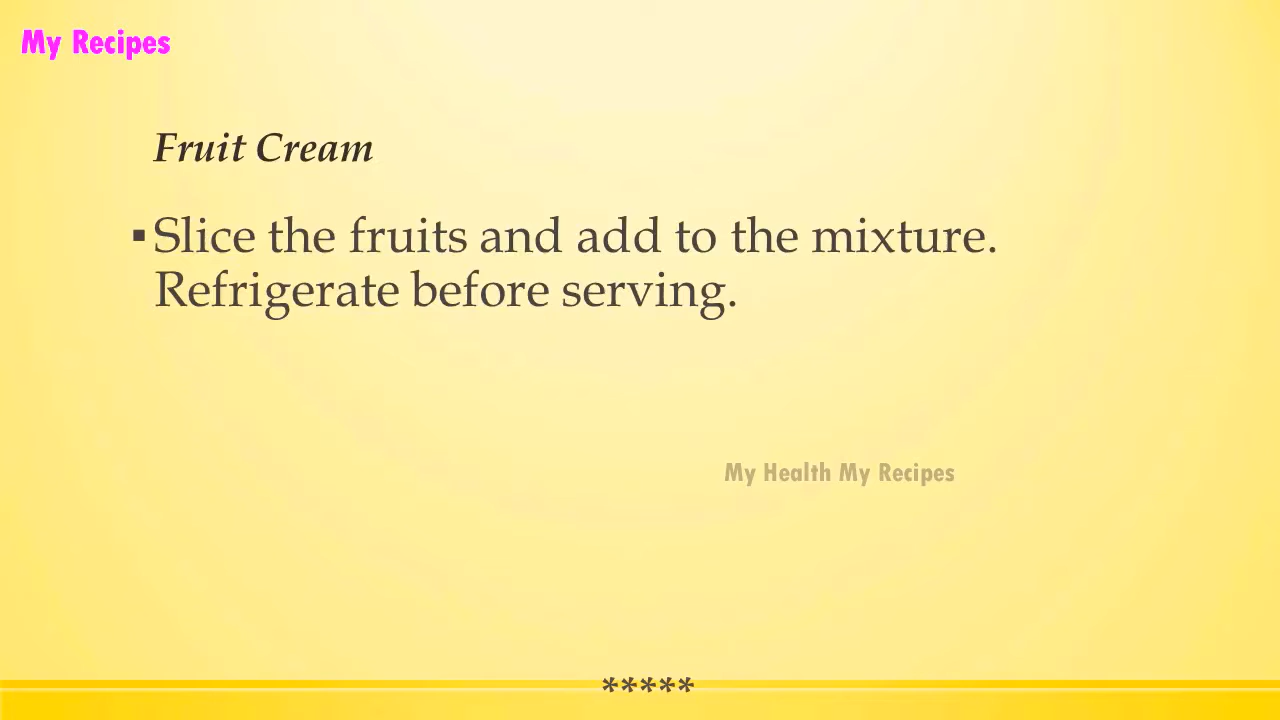 My Recipes
Fruit Cream
▪Slice the fruits and add to the mixture.
Refrigerate before serving.
My Health My Recipes
*****